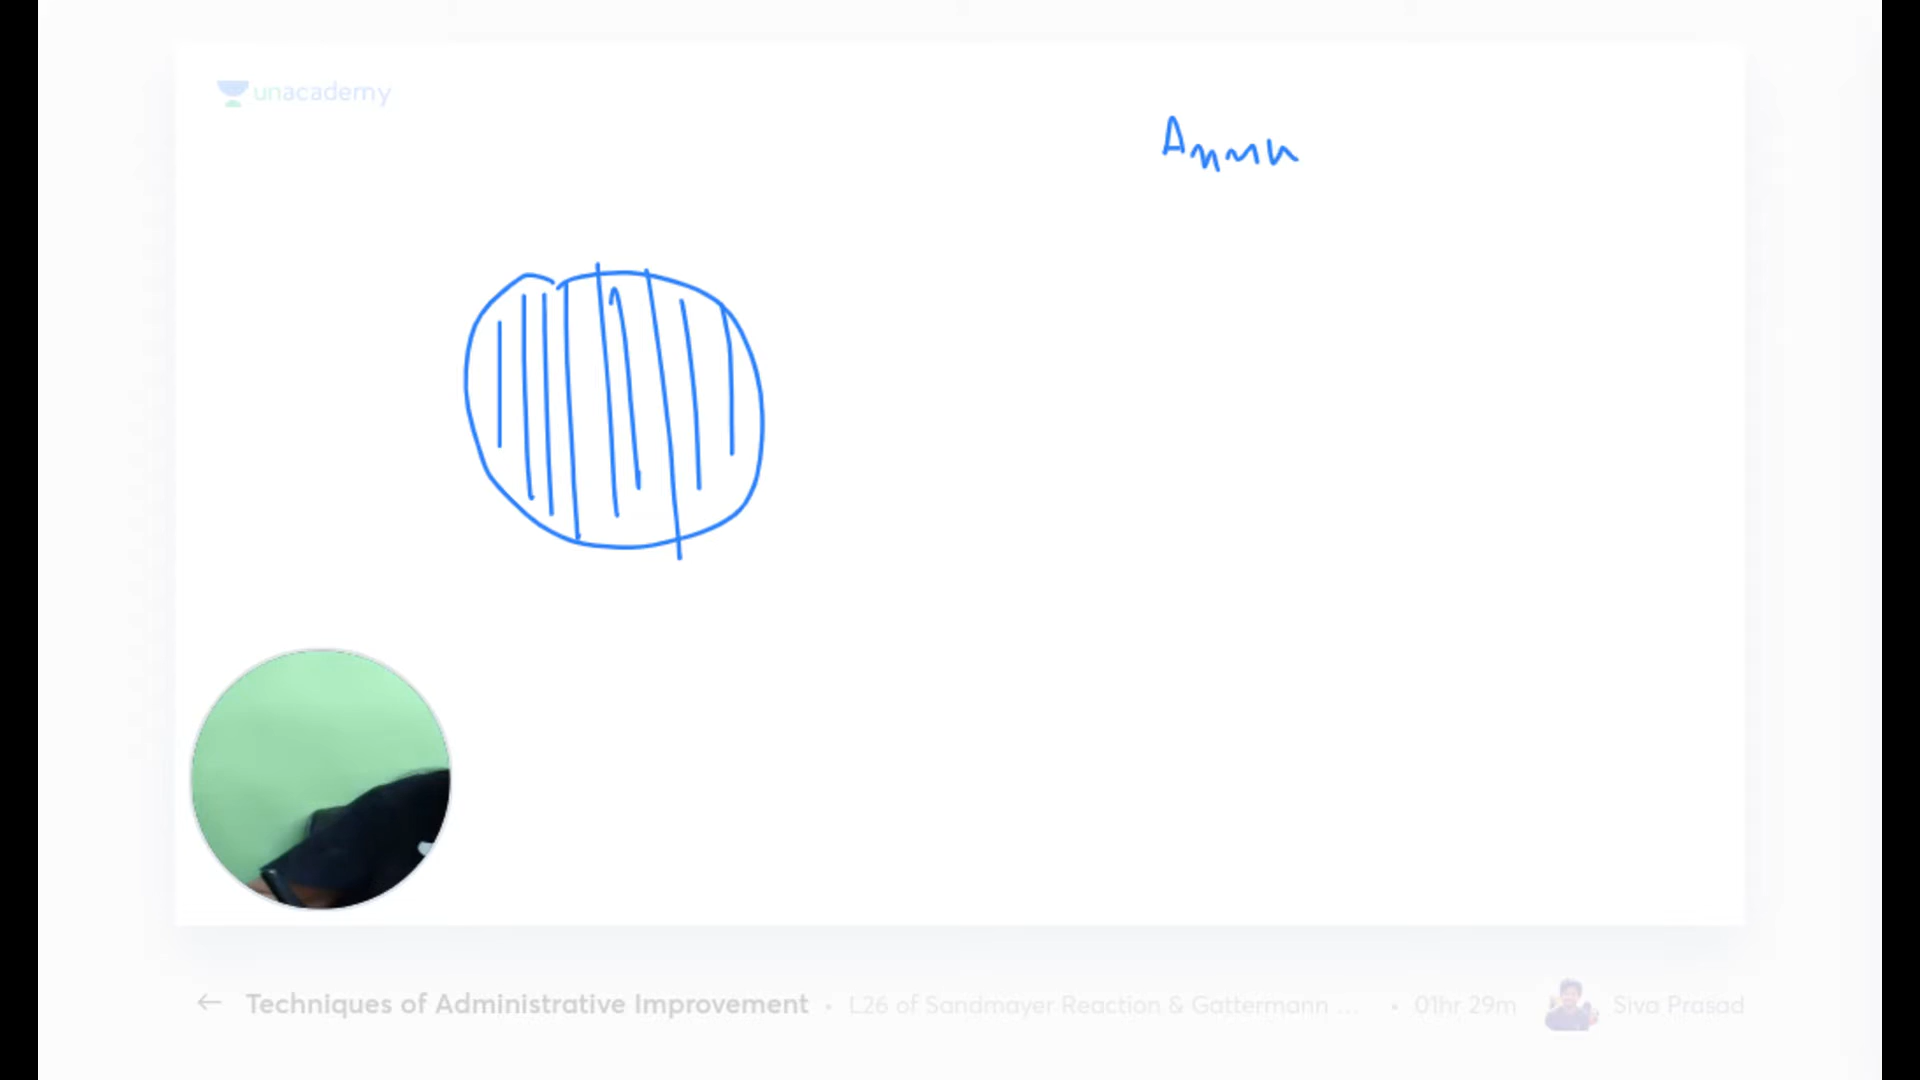 unacademy
Techniques of Administrative Improvement • L26 of Sandmayer Reaction & Gattermann ... • 01hr 29m Siva Prasad